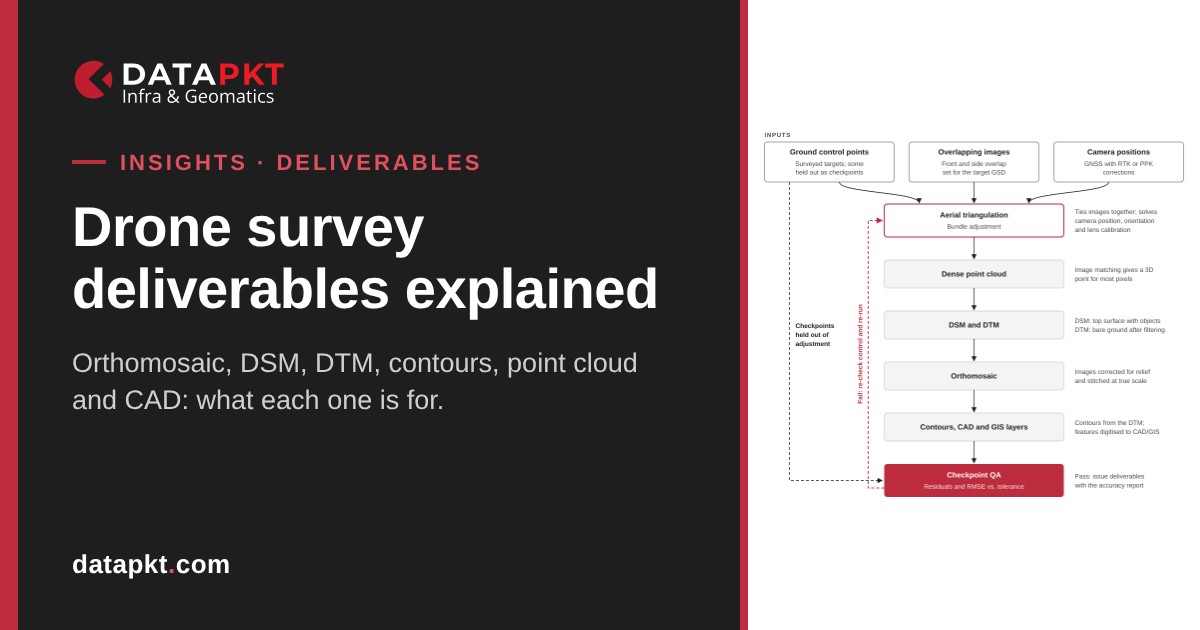 DATAPKT
Infra & Geomatics
INSIGHTS · DELIVERABLES
Drone survey
deliverables explained
Orthomosaic, DSM, DTM, contours, point cloud
and CAD: what each one is for.
datapkt.com
INPUTS
Ground control points
Surveyed targets; some
held out as checkpoints
Overlapping images
Front and side overlap
set for the target GSD
Camera positions
GNSS with RTK or PPK
corrections
Aerial triangulation
Bundle adjustment
Ties images together; solves
camera position, orientation
and lens calibration
Dense point cloud
Image matching gives a 3D
point for most pixels
Checkpoints
held out of
adjustment
Fail: re-check control and re-run
DSM and DTM
DSM: top surface with objects
DTM: bare ground after filtering
Orthomosaic
Images corrected for relief
and stitched at true scale
Contours, CAD and GIS layers
Contours from the DTM;
features digitised to CAD/GIS
Checkpoint QA
Residuals and RMSE vs. tolerance
Pass: issue deliverables
with the accuracy report